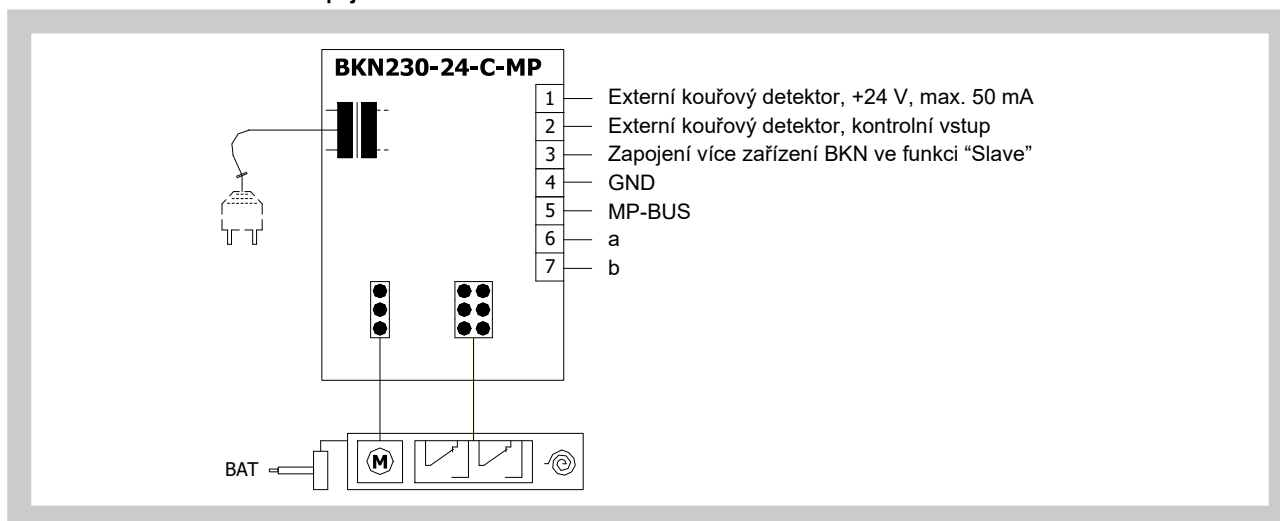 BKN230-24-C-MP
1 Externí kouřový detektor, +24 V, max. 50 mA
2 Externí kouřový detektor, kontrolní vstup
3 Zapojení více zařízení BKN ve funkci “Slave”
4 GND
5 MP-BUS
6 a
7 b
BAT
M